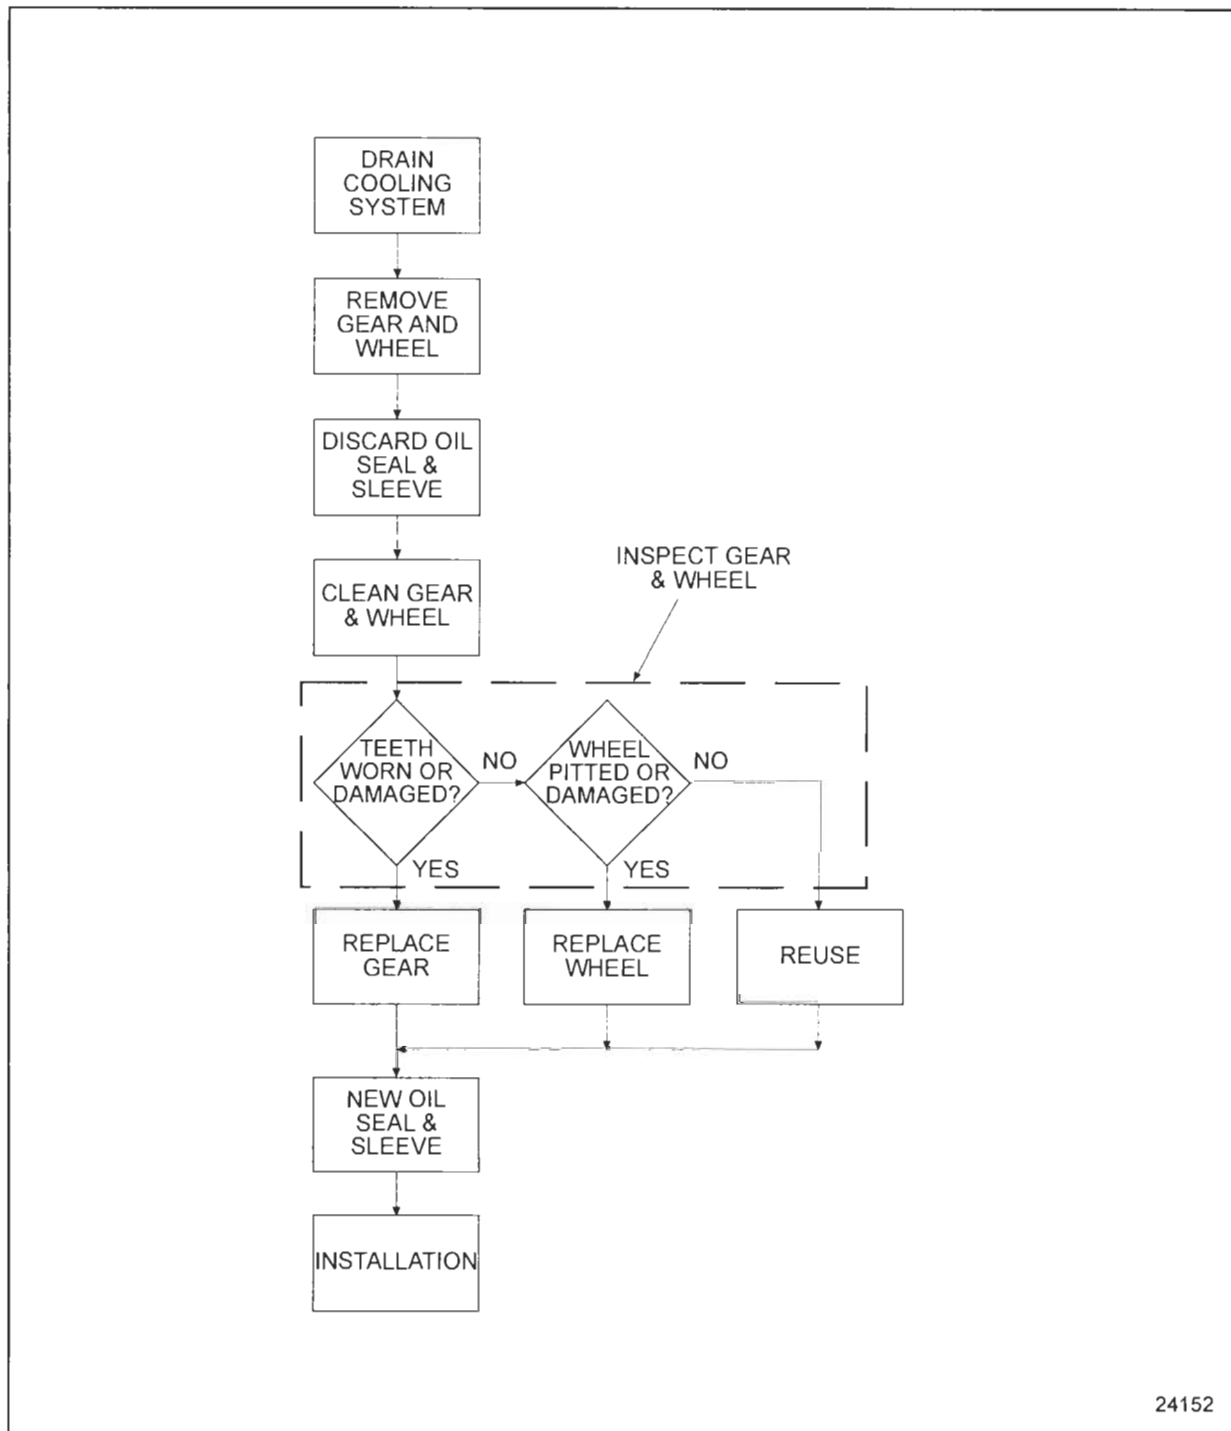 DRAIN
COOLING
SYSTEM
REMOVE
GEAR AND
WHEEL
DISCARD OIL
SEAL &
SLEEVE
CLEAN GEAR
& WHEEL
INSPECT GEAR
& WHEEL
TEETH
WORN OR
DAMAGED?
NO
WHEEL
PITTED OR
DAMAGED?
NO
YES
YES
REPLACE
GEAR
REPLACE
WHEEL
REUSE
NEW OIL
SEAL &
SLEEVE
INSTALLATION
24152